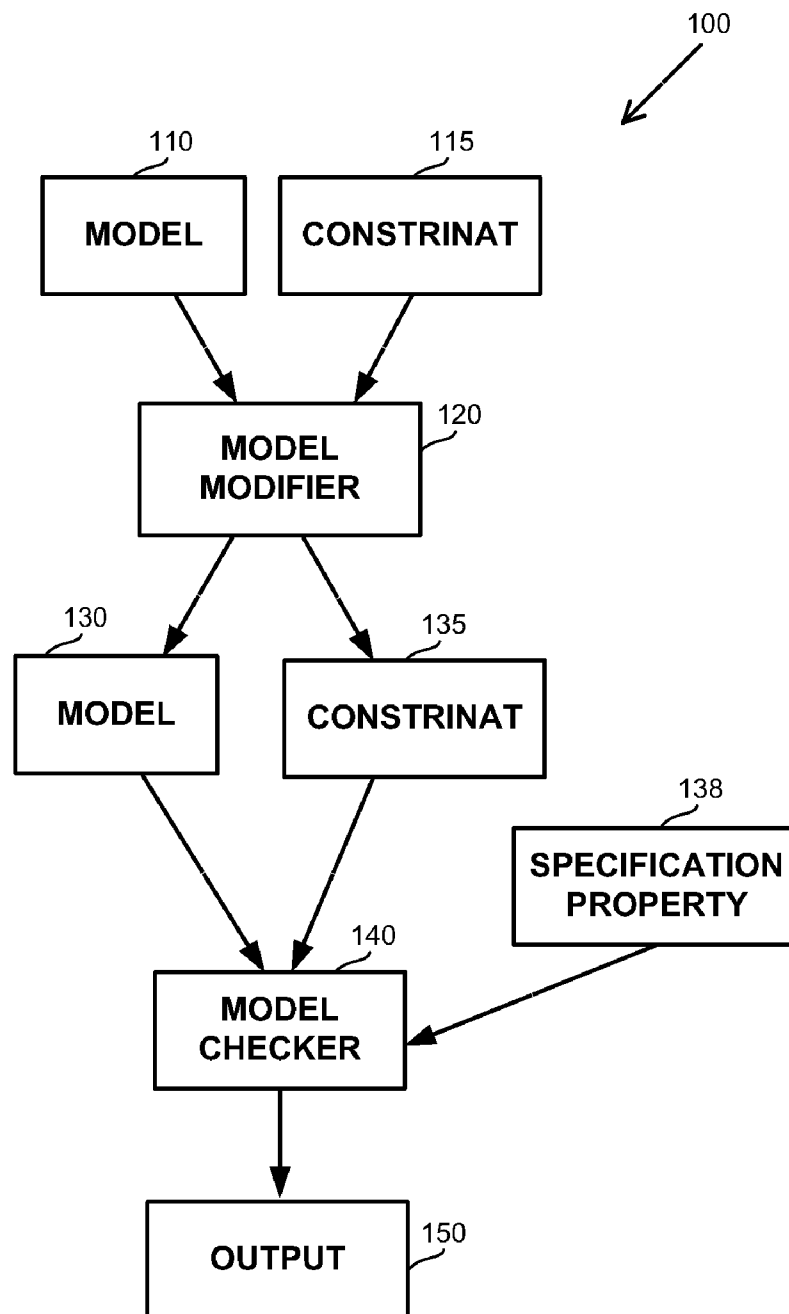 100
110
115
MODEL
CONSTRINAT
120
MODEL
MODIFIER
130
135
MODEL
CONSTRINAT
138
SPECIFICATION
PROPERTY
140
MODEL
CHECKER
OUTPUT
150